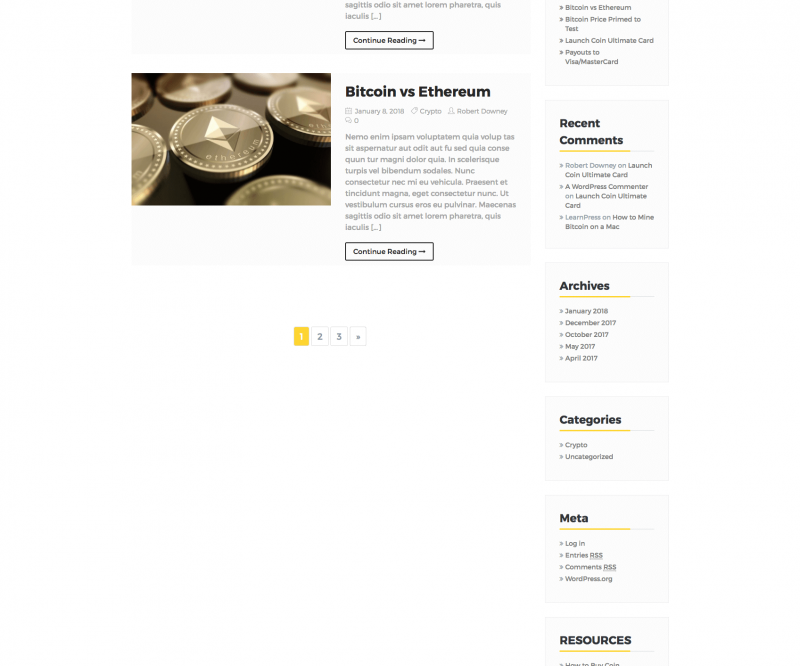 sagittis odio sit amet lorem pharetra, quis
iaculis [...]
Continue Reading →
ethereum
Bitcoin vs Ethereum
January 8, 2018 Crypto Robert Downey
0
Nemo enim ipsam voluptatem quia volup tas
sit aspernatur aut odit aut fu sed quia conse
quun tur magni dolor quia. In scelerisque
turpis vel bibendum sodales. Nunc
consectetur nec mi eu vehicula. Praesent et
tincidunt magna, eget consectetur nunc. Ut
vestibulum cursus eros eu pulvinar. Maecenas
sagittis odio sit amet lorem pharetra, quis
iaculis [...]
Continue Reading →
1 2 3 »
» Bitcoin vs Ethereum
» Bitcoin Price Primed to
Test
» Launch Coin Ultimate Card
» Payouts to
Visa/MasterCard
Recent
Comments
» Robert Downey on Launch
Coin Ultimate Card
» A WordPress Commenter
on Launch Coin Ultimate
Card
» LearnPress on How to Mine
Bitcoin on a Mac
Archives
» January 2018
» December 2017
» October 2017
» May 2017
» April 2017
Categories
» Crypto
» Uncategorized
Meta
» Log in
» Entries RSS
» Comments RSS
» WordPress.org
RESOURCES
» How to Buy Coin